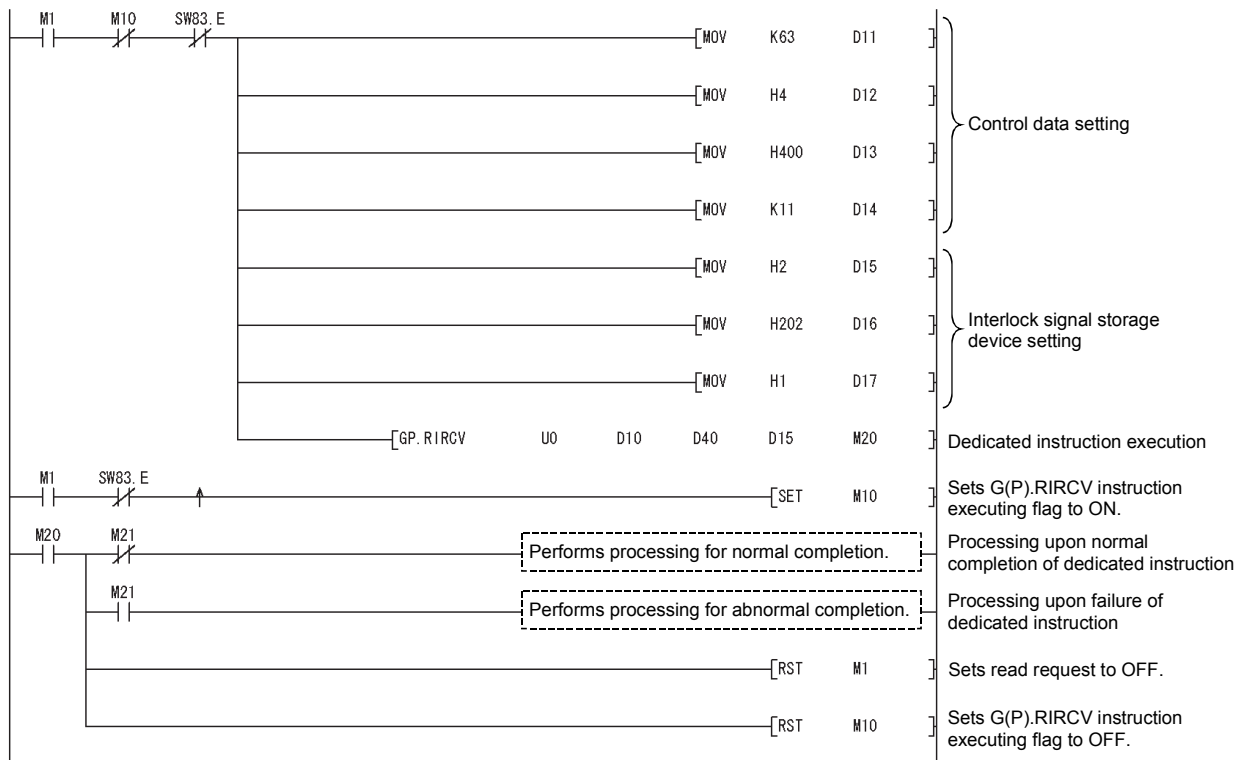 M1 M10 SW83.E
[MOV K63 D11 ]
[MOV H4 D12 ]
Control data setting
[MOV H400 D13 ]
[MOV K11 D14 ]
[MOV H2 D15 ]
[MOV H202 D16 ]
Interlock signal storage
device setting
[MOV H1 D17 ]
[GP.RIRCV U0 D10 D40 D15 M20 ] Dedicated instruction execution
M1 SW83.E
[SET M10 ]
Sets G(P).RIRCV instruction
executing flag to ON.
M20 M21
Performs processing for normal completion.
Processing upon normal
completion of dedicated instruction
M21
Performs processing for abnormal completion.
Processing upon failure of
dedicated instruction
[RST M1 ] Sets read request to OFF.
[RST M10 ]
Sets G(P).RIRCV instruction
executing flag to OFF.